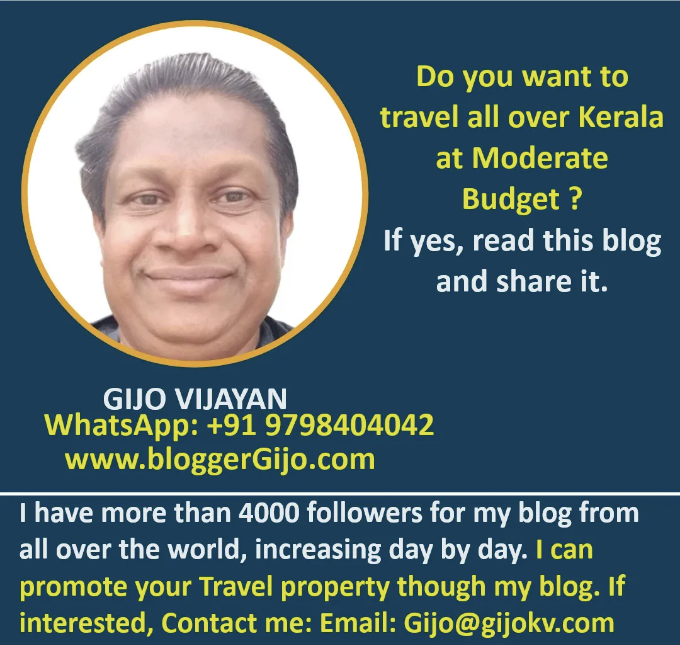 Do you want to
travel all over Kerala
at Moderate
Budget ?
If yes, read this blog
and share it.
GIJO VIJAYAN
WhatsApp: +91 9798404042
www.bloggerGijo.com
I have more than 4000 followers for my blog from
all over the world, increasing day by day. I can
promote your Travel property though my blog. If
interested, Contact me: Email: Gijo@gijokv.com